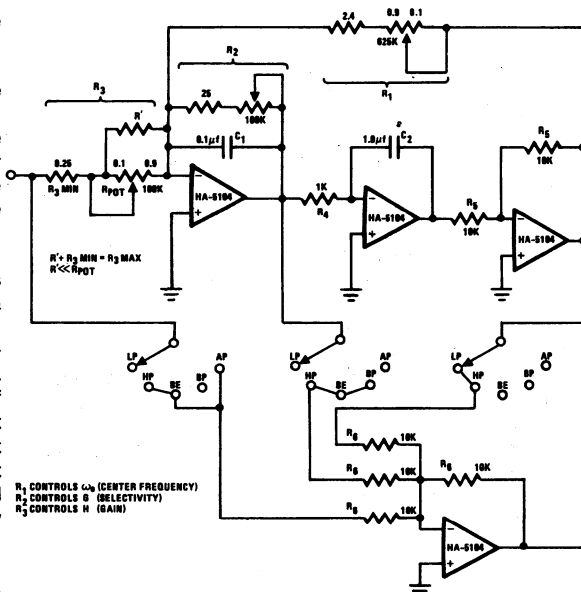 2.4
0.9 0.1
625K
R1
R2
R3
R'
25
100K
0.1μf C1
1.0μf C2
R5
10K
0.25
R3 MIN
0.1 0.9
RPOT 100K
HA-5104
1K
R4
HA-5104
R5
10K
HA-5104
R' + R3 MIN = R3 MAX
R' << RPOT
LP
HP
BE
BP
AP
LP
HP
BE
BP
AP
LP
HP
BE
BP
AP
R6 10K
R6 10K
R6 10K
R6 10K
HA-5104
R1 CONTROLS ω0 (CENTER FREQUENCY)
R2 CONTROLS G (SELECTIVITY)
R3 CONTROLS H (GAIN)